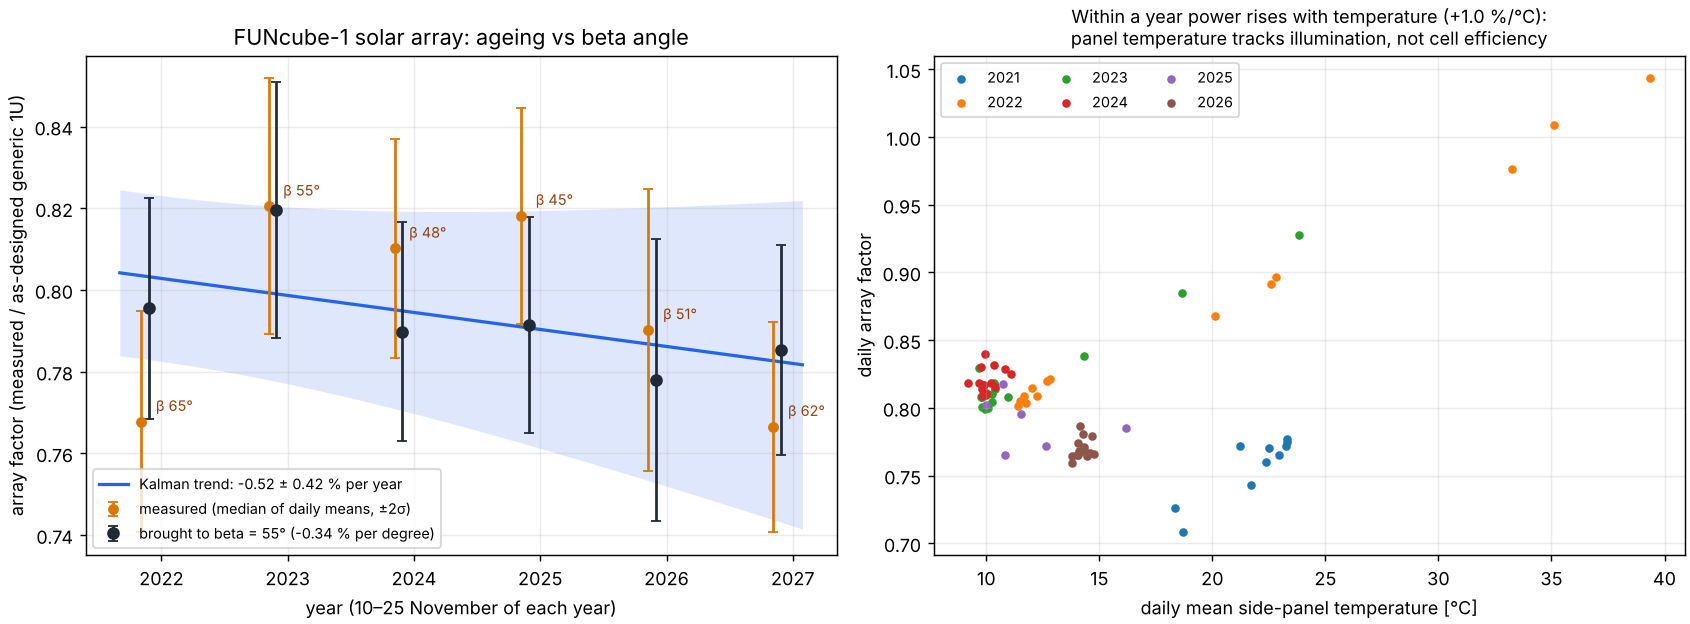 FUNcube-1 solar array: ageing vs beta angle
array factor (measured / as-designed generic 1U)
0.84
0.82
0.80
0.78
0.76
0.74
β 65°
β 55°
β 48°
β 45°
β 51°
β 62°
Kalman trend: -0.52 ± 0.42 % per year
measured (median of daily means, ±2σ)
brought to beta = 55° (-0.34 % per degree)
2022 2023 2024 2025 2026 2027
year (10–25 November of each year)
Within a year power rises with temperature (+1.0 %/°C):
panel temperature tracks illumination, not cell efficiency
daily array factor
1.05
1.00
0.95
0.90
0.85
0.80
0.75
0.70
2021 2023 2025
2022 2024 2026
10 15 20 25 30 35 40
daily mean side-panel temperature [°C]